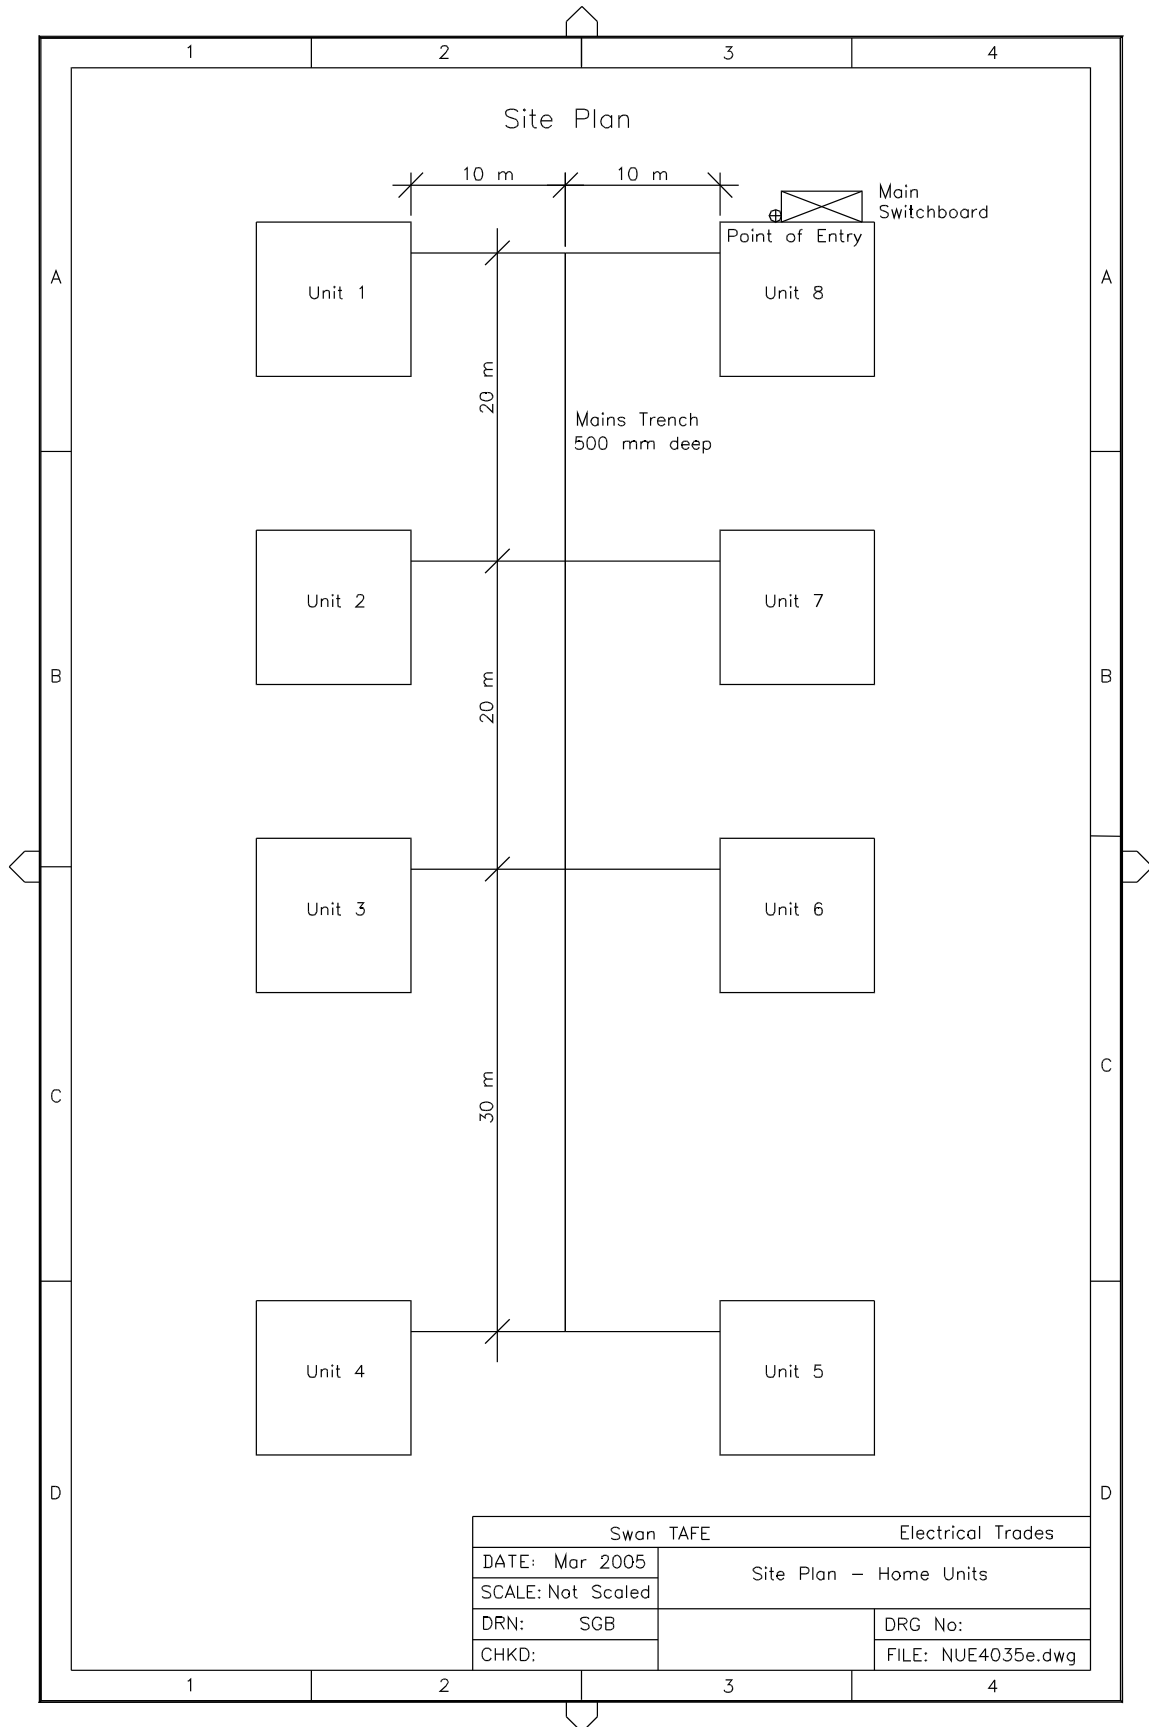 1 2 3 4
Site Plan
10 m 10 m
Main
Switchboard
Point of Entry
A A
Unit 1 Unit 8
20 m
Mains Trench
500 mm deep
Unit 2 Unit 7
B B
20 m
Unit 3 Unit 6
C C
30 m
Unit 4 Unit 5
D D
Swan TAFE Electrical Trades
DATE: Mar 2005
Site Plan - Home Units
SCALE: Not Scaled
DRN: SGB DRG No:
CHKD: FILE: NUE4035e.dwg
1 2 3 4